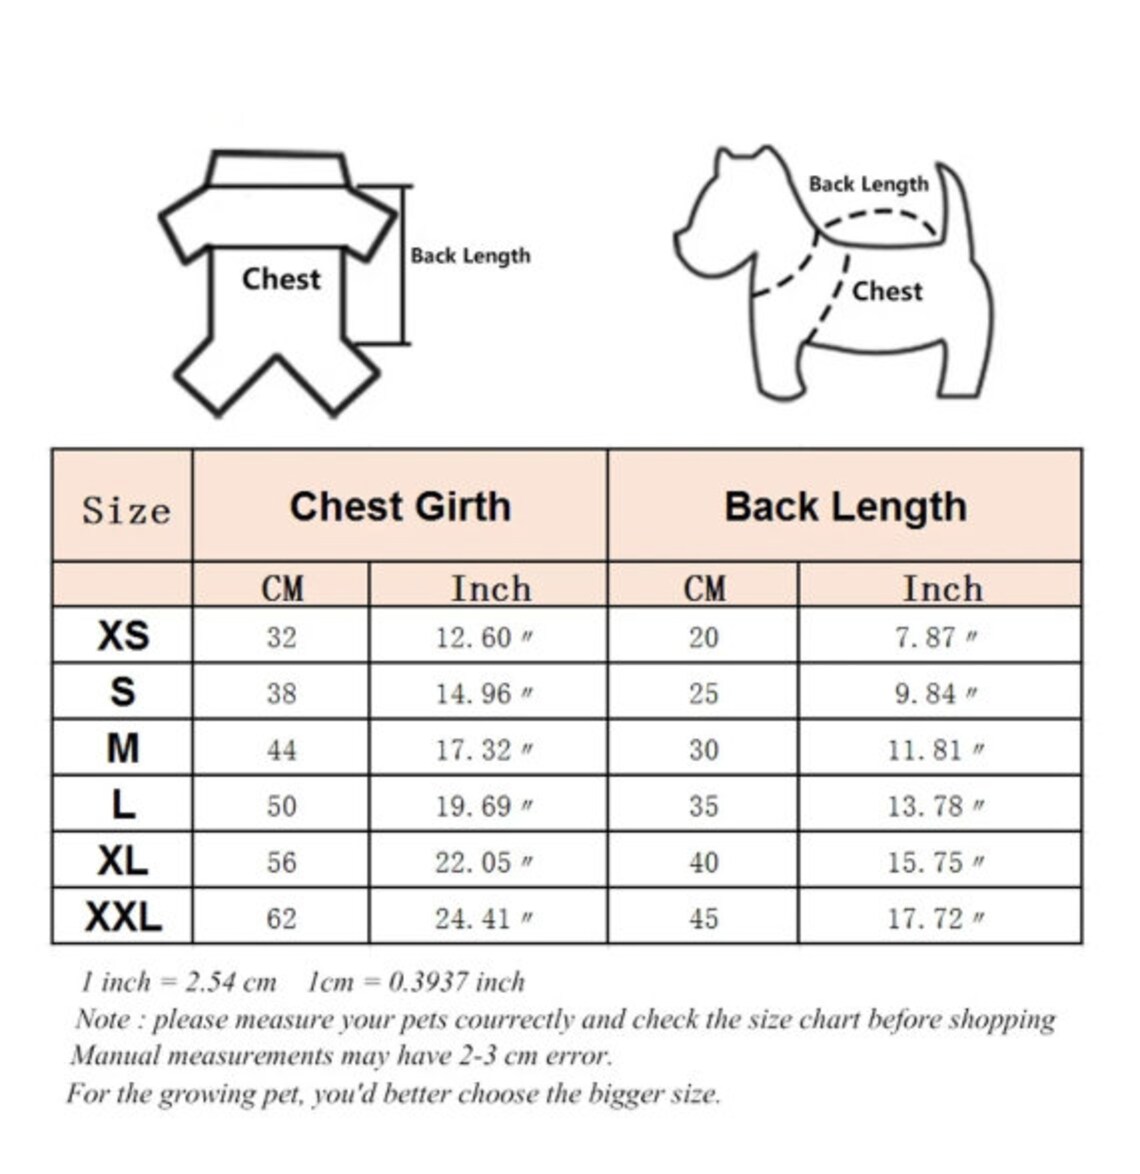 Back Length
Chest
Back Length
Chest
Size Chest Girth Back Length
CM Inch CM Inch
XS 32 12.60″ 20 7.87″
S 38 14.96″ 25 9.84″
M 44 17.32″ 30 11.81″
L 50 19.69″ 35 13.78″
XL 56 22.05″ 40 15.75″
XXL 62 24.41″ 45 17.72″
1 inch = 2.54 cm 1cm = 0.3937 inch
Note : please measure your pets courrectly and check the size chart before shopping
Manual measurements may have 2-3 cm error.
For the growing pet, you'd better choose the bigger size.